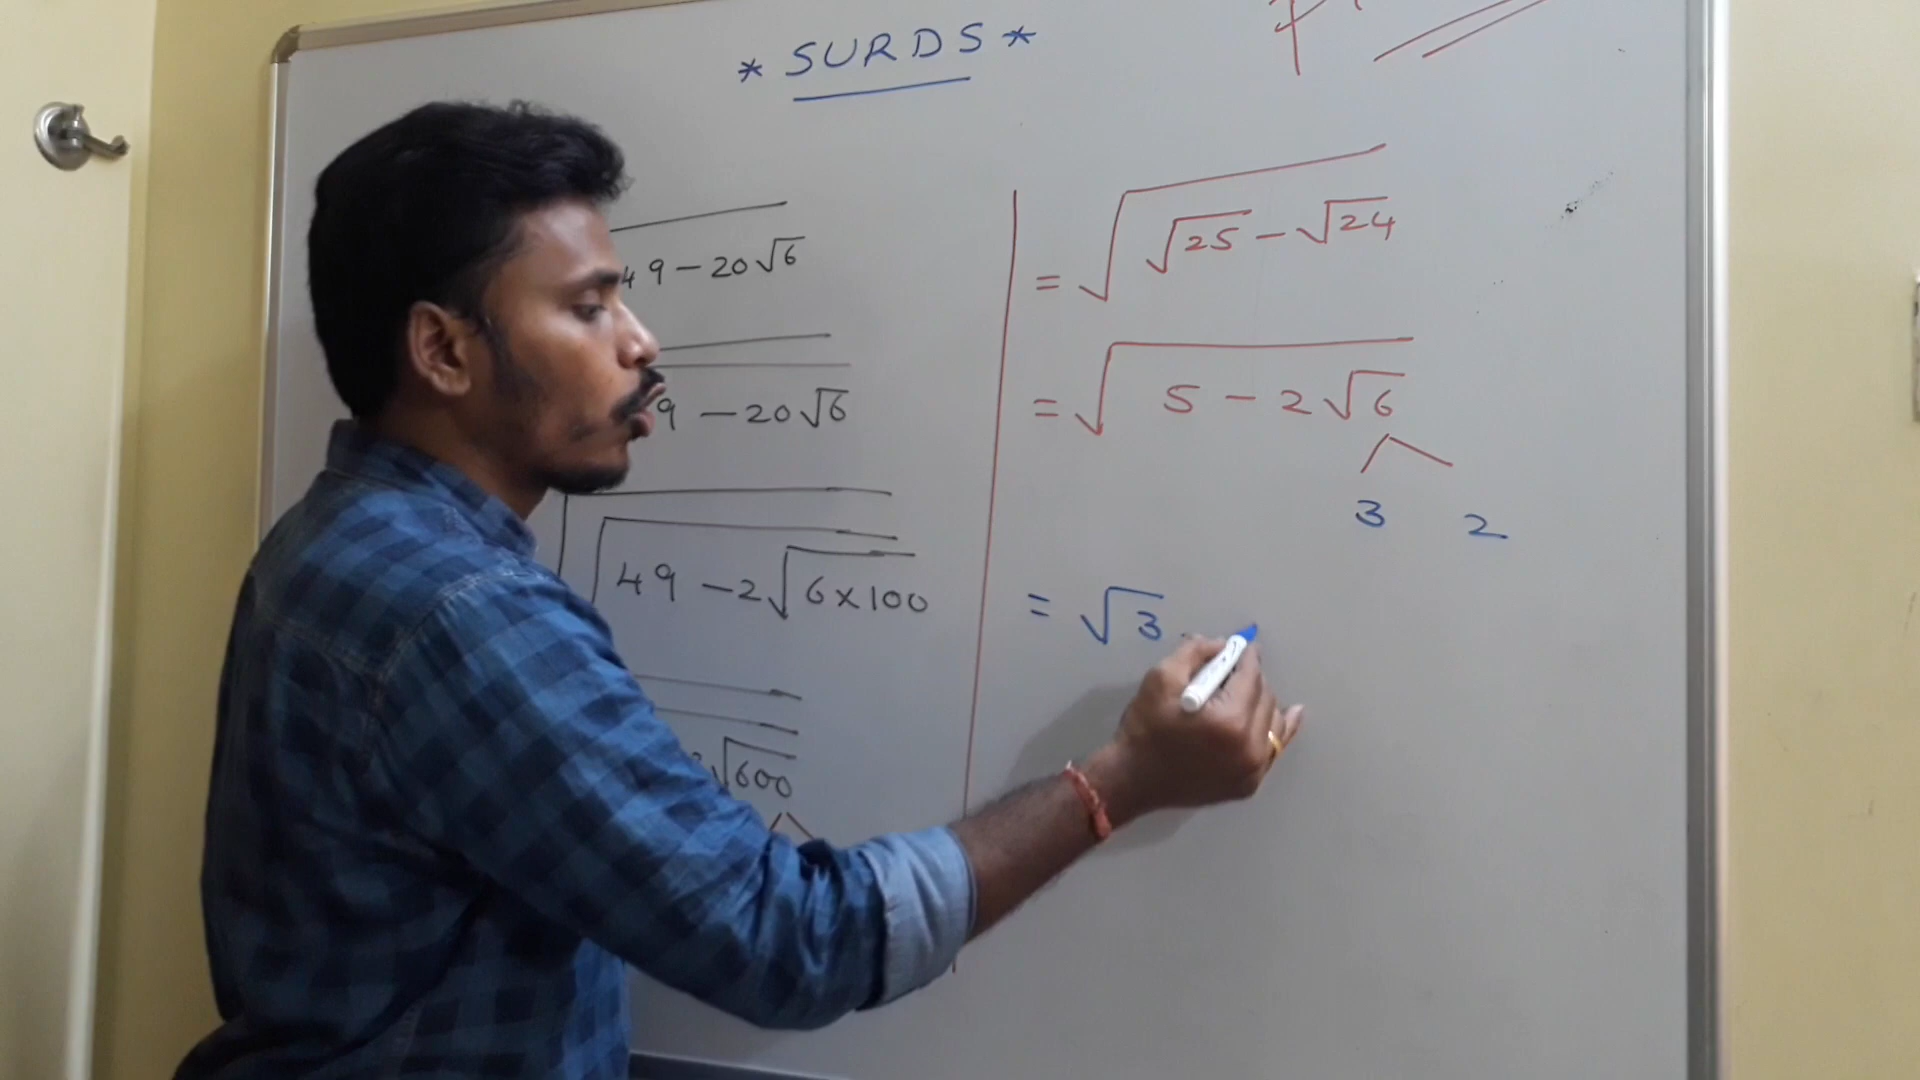 * SURDS *
49 - 20√6
9 - 20√6
√√49 - 2√6×100
2√600
= √√25 - √24
= √5 - 2√6
3 2
= √3